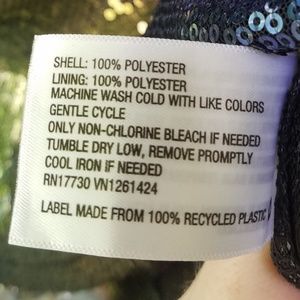 SHELL: 100% POLYESTER
LINING: 100% POLYESTER
MACHINE WASH COLD WITH LIKE COLORS
GENTLE CYCLE
ONLY NON-CHLORINE BLEACH IF NEEDED
TUMBLE DRY LOW, REMOVE PROMPTLY
COOL IRON IF NEEDED
RN17730 VN1261424
LABEL MADE FROM 100% RECYCLED PLASTIC